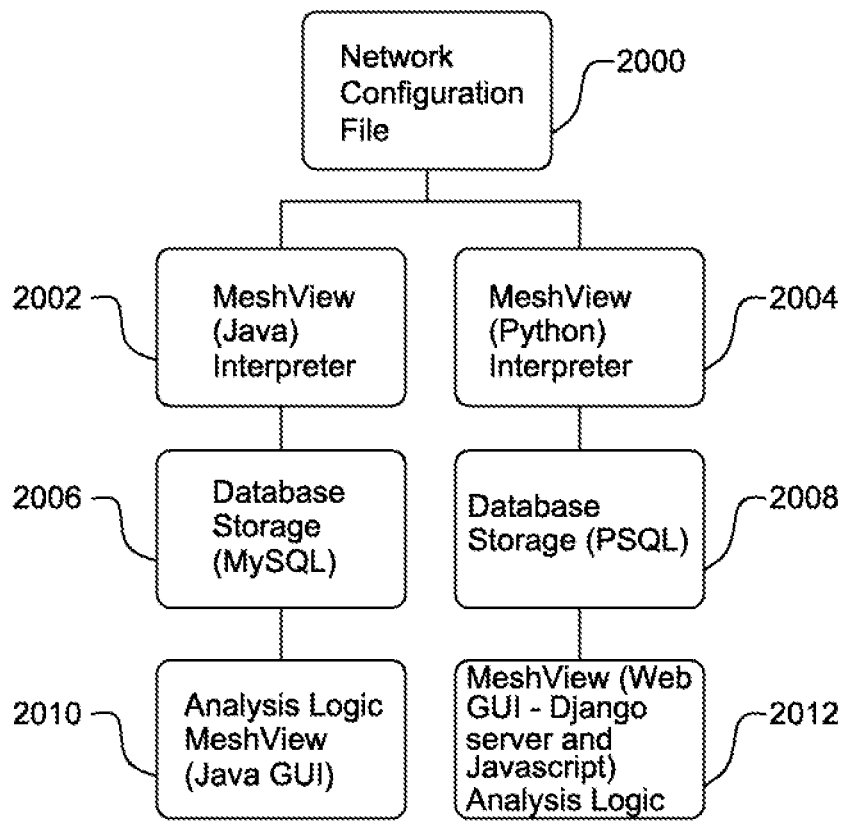 Network
Configuration
File
2000
2002
MeshView
(Java)
Interpreter
MeshView
(Python)
Interpreter
2004
2006
Database
Storage
(MySQL)
Database
Storage (PSQL)
2008
2010
Analysis Logic
MeshView
(Java GUI)
MeshView (Web
GUI - Django
server and
Javascript)
Analysis Logic
2012